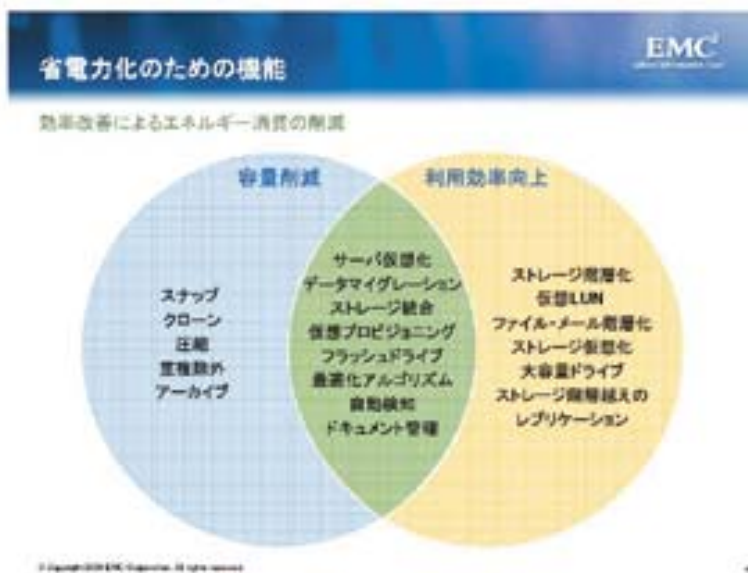 省電力化のための機能
EMC²
効率改善によるエネルギー消費の削減
容量削減
利用効率向上
スナップ
クローン
圧縮
重複除外
アーカイブ
サーバ仮想化
データマイグレーション
ストレージ統合
仮想プロビジョニング
フラッシュドライブ
最適化アルゴリズム
自動検知
ドキュメント管理
ストレージ階層化
仮想LUN
ファイル・メール階層化
ストレージ仮想化
大容量ドライブ
ストレージ階層越えの
レプリケーション
EMC Corporation. All rights reserved.